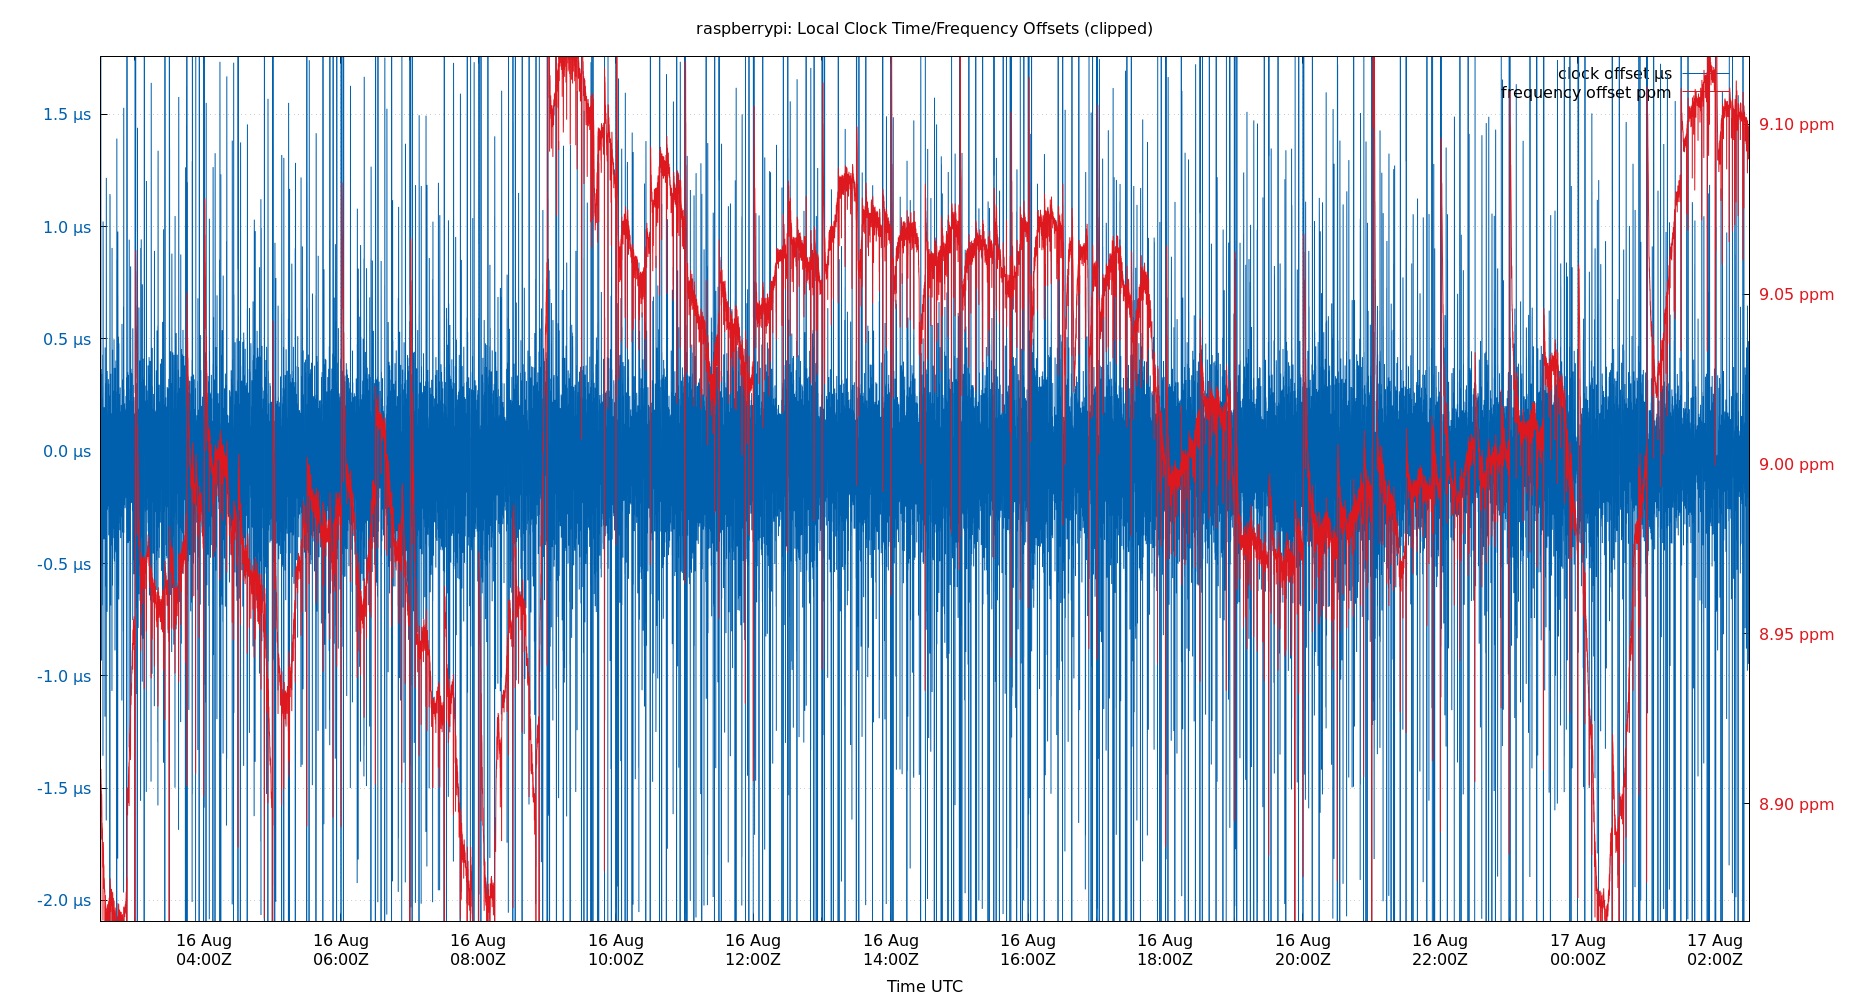 raspberrypi: Local Clock Time/Frequency Offsets (clipped)
clock offset µs
frequency offset ppm
1.5 µs
1.0 µs
0.5 µs
0.0 µs
-0.5 µs
-1.0 µs
-1.5 µs
-2.0 µs
9.10 ppm
9.05 ppm
9.00 ppm
8.95 ppm
8.90 ppm
16 Aug
04:00Z
16 Aug
06:00Z
16 Aug
08:00Z
16 Aug
10:00Z
16 Aug
12:00Z
16 Aug
14:00Z
16 Aug
16:00Z
16 Aug
18:00Z
16 Aug
20:00Z
16 Aug
22:00Z
17 Aug
00:00Z
17 Aug
02:00Z
Time UTC